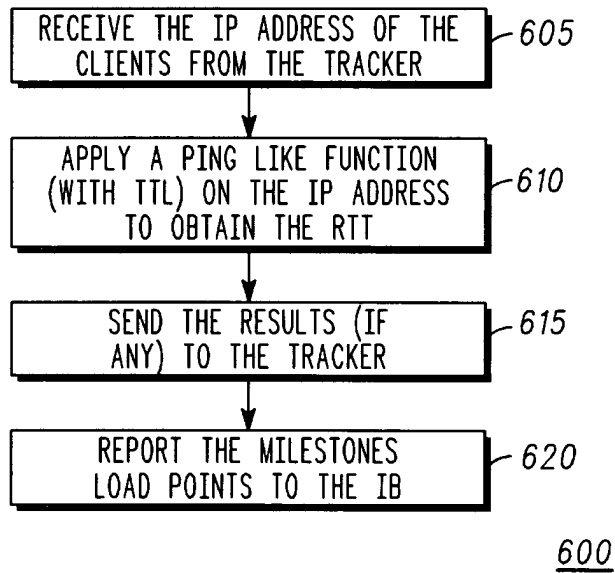 RECEIVE THE IP ADDRESS OF THE
CLIENTS FROM THE TRACKER
605
APPLY A PING LIKE FUNCTION
(WITH TTL) ON THE IP ADDRESS
TO OBTAIN THE RTT
610
SEND THE RESULTS (IF
ANY) TO THE TRACKER
615
REPORT THE MILESTONES
LOAD POINTS TO THE IB
620
600